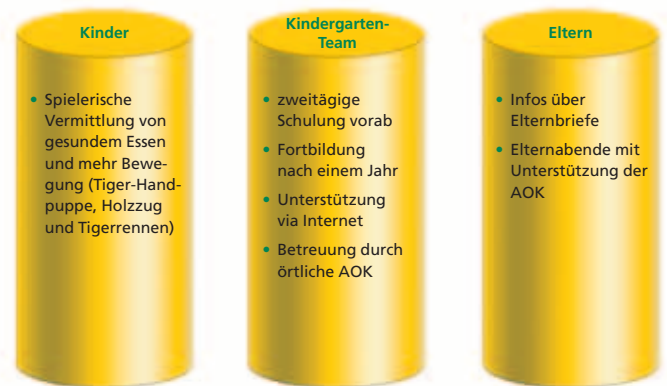 Kinder
• Spielerische
Vermittlung von
gesundem Essen
und mehr Bewe-
gung (Tiger-Hand-
puppe, Holzzug
und Tigerrennen)
Kindergarten-
Team
• zweitägige
Schulung vorab
• Fortbildung
nach einem Jahr
• Unterstützung
via Internet
• Betreuung durch
örtliche AOK
Eltern
• Infos über
Elternbriefe
• Elternabende mit
Unterstützung der
AOK